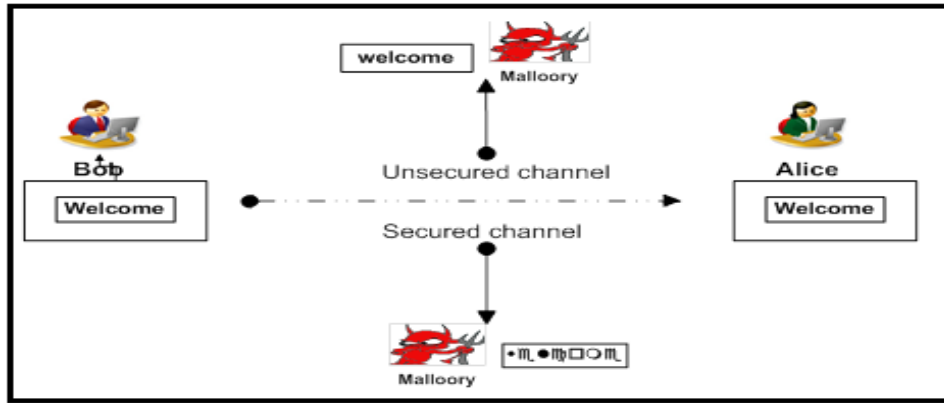 welcome
Malloory
Bob
Unsecured channel
Alice
Welcome
Welcome
Secured channel
Malloory
⬥♏●♍□❍♏